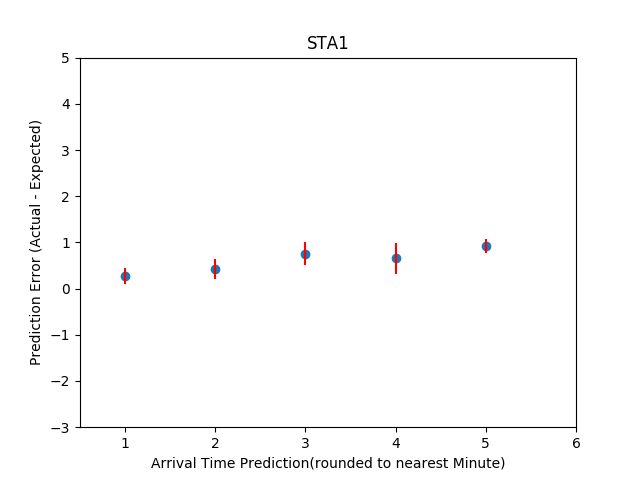 STA1
5
4
3
2
1
0
−1
−2
−3
Prediction Error (Actual - Expected)
1 2 3 4 5 6
Arrival Time Prediction(rounded to nearest Minute)